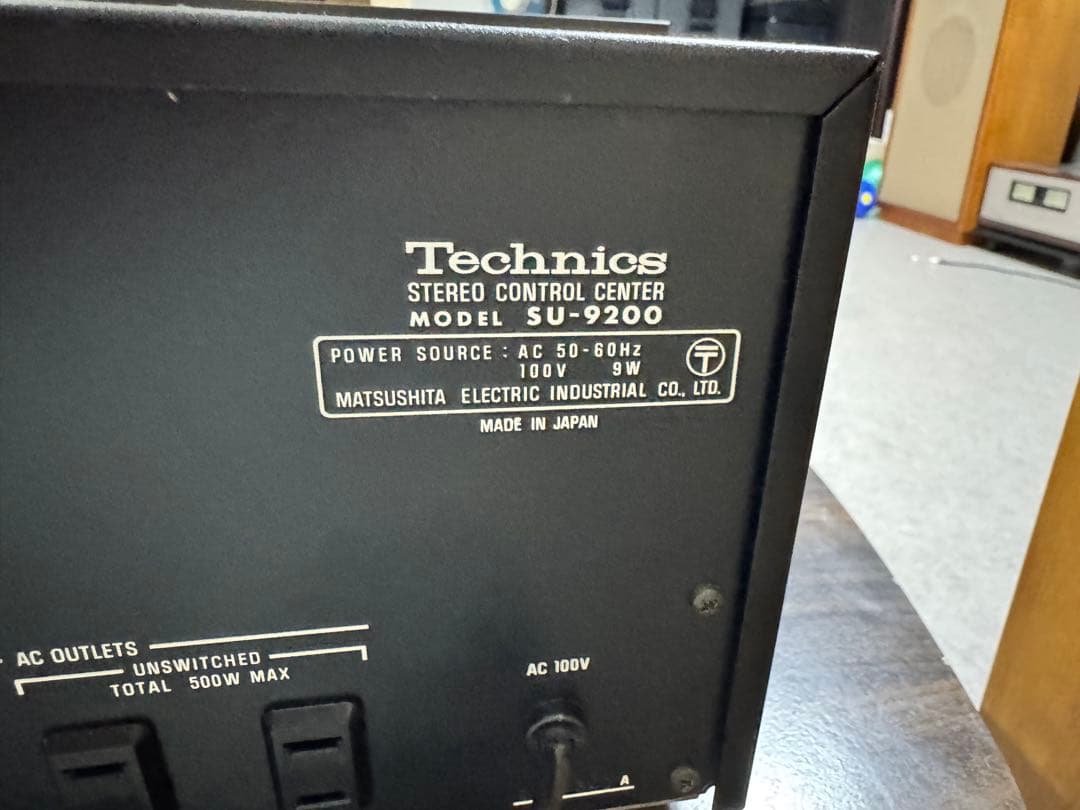 Technics
STEREO CONTROL CENTER
MODEL SU-9200
POWER SOURCE : AC 50-60Hz
100V 9W
MATSUSHITA ELECTRIC INDUSTRIAL CO., LTD.
MADE IN JAPAN
AC OUTLETS
UNSWITCHED
TOTAL 500W MAX
AC 100V
A